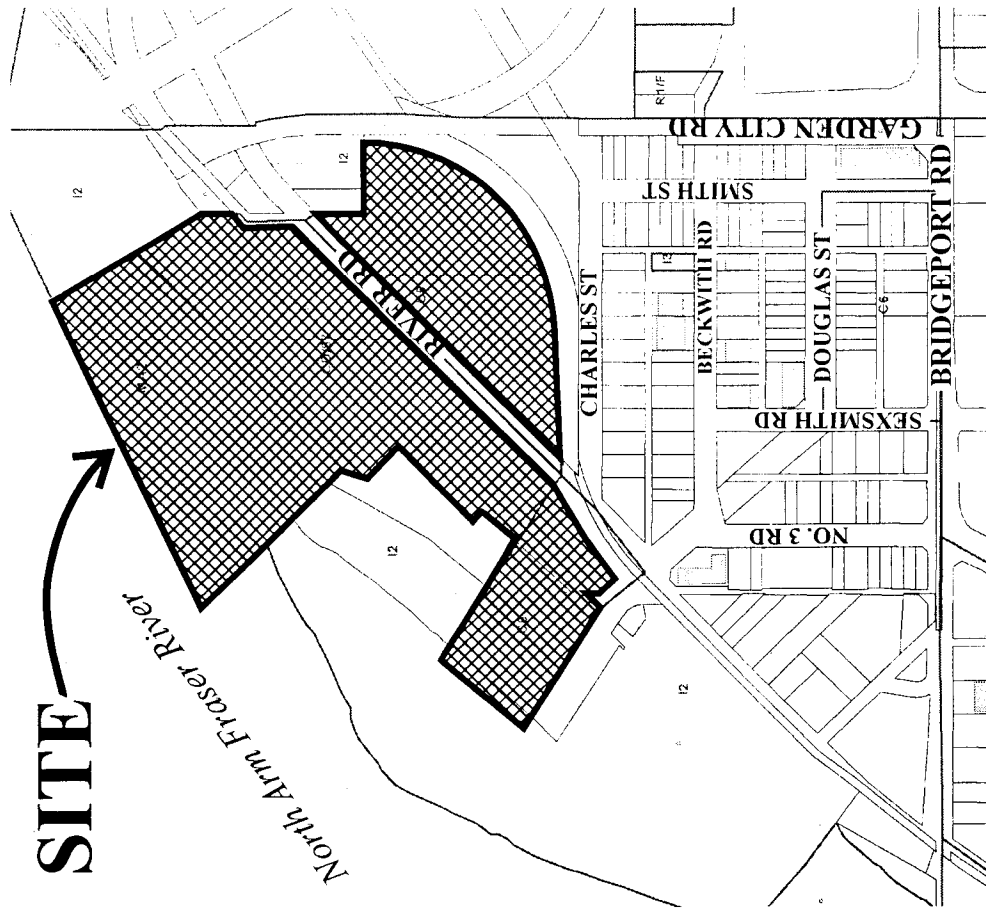 SITE
North Arm Fraser River
RIVER RD
I2
I2
I2
I2
R1/F
GARDEN CITY RD
SMITH ST
CHARLES ST
BECKWITH RD
I3
DOUGLAS ST
C6
BRIDGEPORT RD
SEXSMITH RD
NO. 3 RD